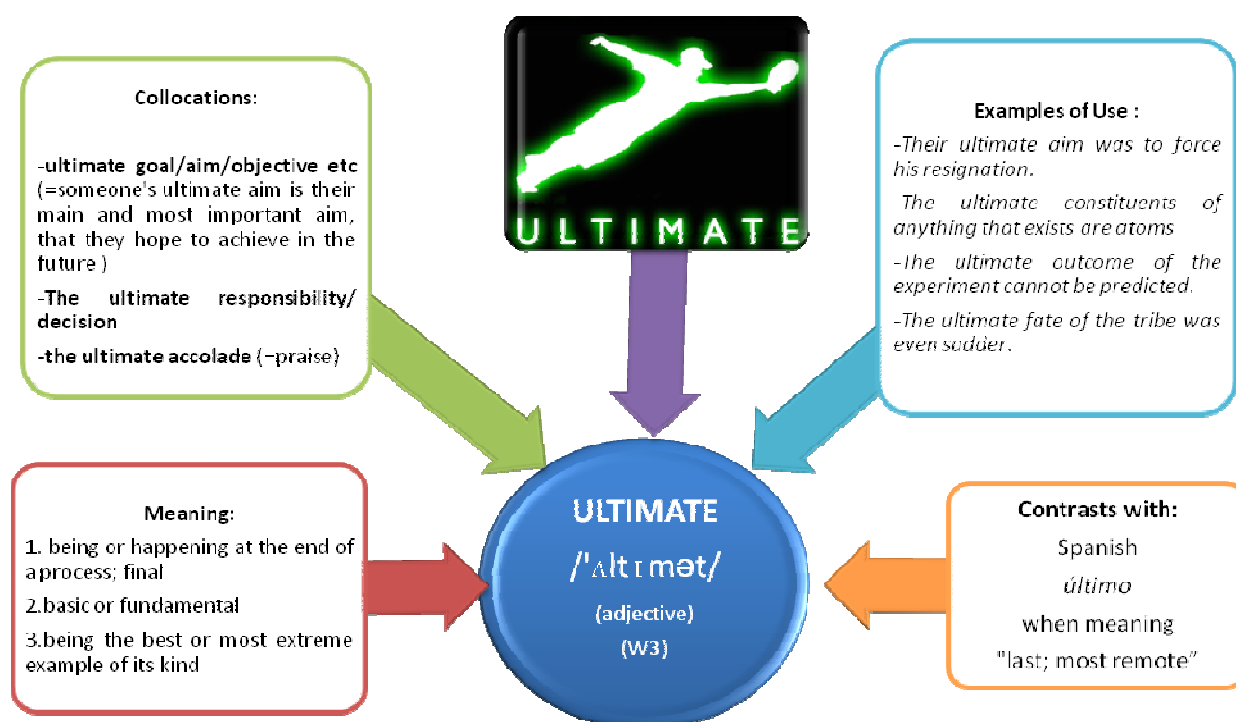 Collocations:
-ultimate goal/aim/objective etc
(=someone's ultimate aim is their
main and most important aim,
that they hope to achieve in the
future )
-The ultimate responsibility/
decision
-the ultimate accolade (=praise)
ULTIMATE
Examples of Use :
-Their ultimate aim was to force
his resignation.
The ultimate constituents of
anything that exists are atoms
-The ultimate outcome of the
experiment cannot be predicted.
-The ultimate fate of the tribe was
even sadder.
Meaning:
1. being or happening at the end of
a process; final
2.basic or fundamental
3.being the best or most extreme
example of its kind
ULTIMATE
/'ʌltɪmət/
(adjective)
(W3)
Contrasts with:
Spanish
último
when meaning
"last; most remote”